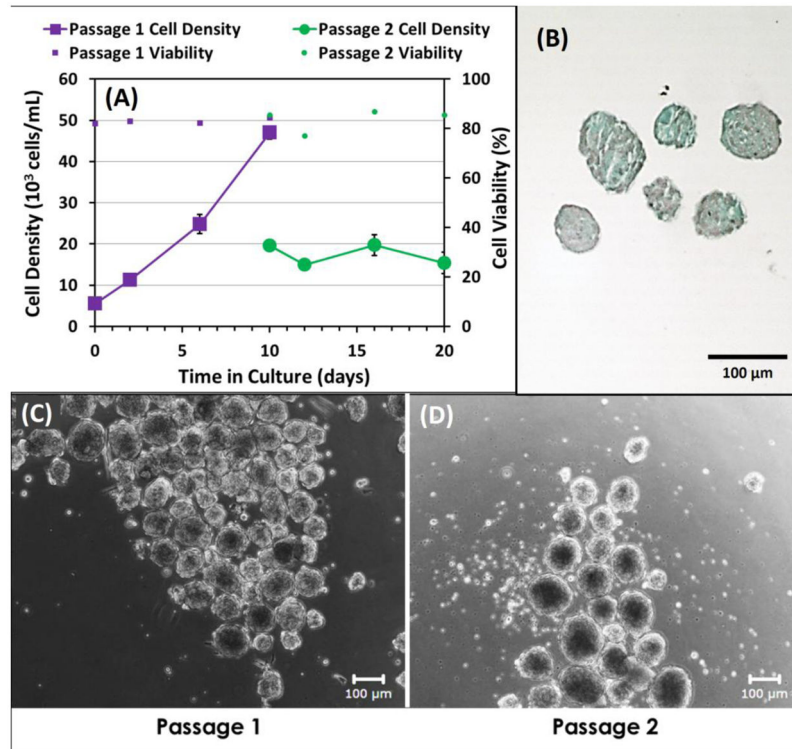 Passage 1 Cell Density
Passage 2 Cell Density
Passage 1 Viability
Passage 2 Viability
(A)
60
50
40
30
20
10
0
100
80
60
40
20
0
0
5
10
15
20
Cell Density (10³ cells/mL)
Cell Viability (%)
Time in Culture (days)
(B)
100 µm
(C)
100 µm
(D)
100 µm
Passage 1
Passage 2